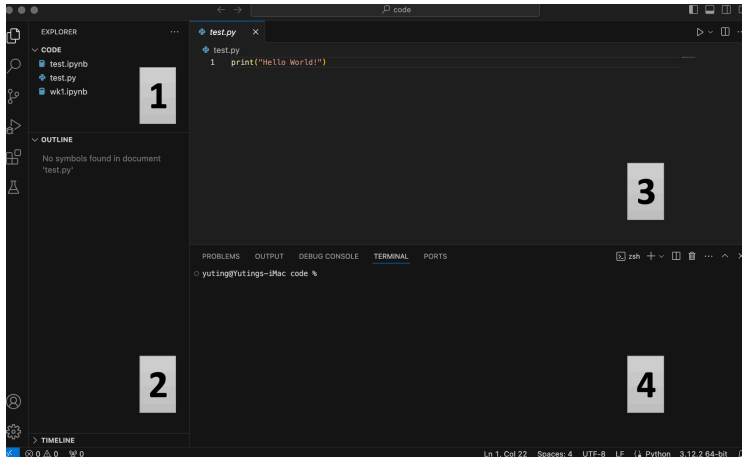 code
EXPLORER ...
CODE
test.ipynb
test.py
wk1.ipynb
1
OUTLINE
No symbols found in document
'test.py'
2
TIMELINE
test.py
test.py
1 print("Hello World!")
3
PROBLEMS OUTPUT DEBUG CONSOLE TERMINAL PORTS
zsh
yuting@Yutings-iMac code %
4
0 0 0
Ln 1, Col 22 Spaces: 4 UTF-8 LF Python 3.12.2 64-bit